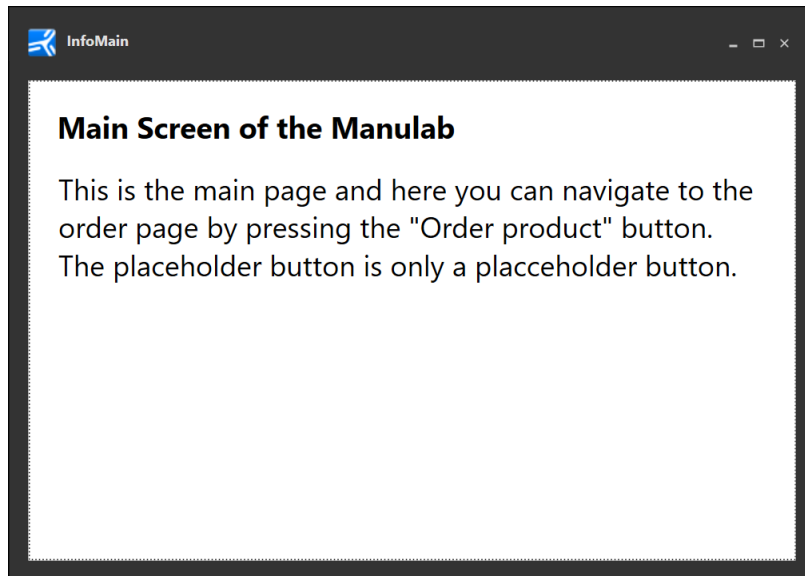 InfoMain
Main Screen of the Manulab
This is the main page and here you can navigate to the
order page by pressing the "Order product" button.
The placeholder button is only a placceholder button.